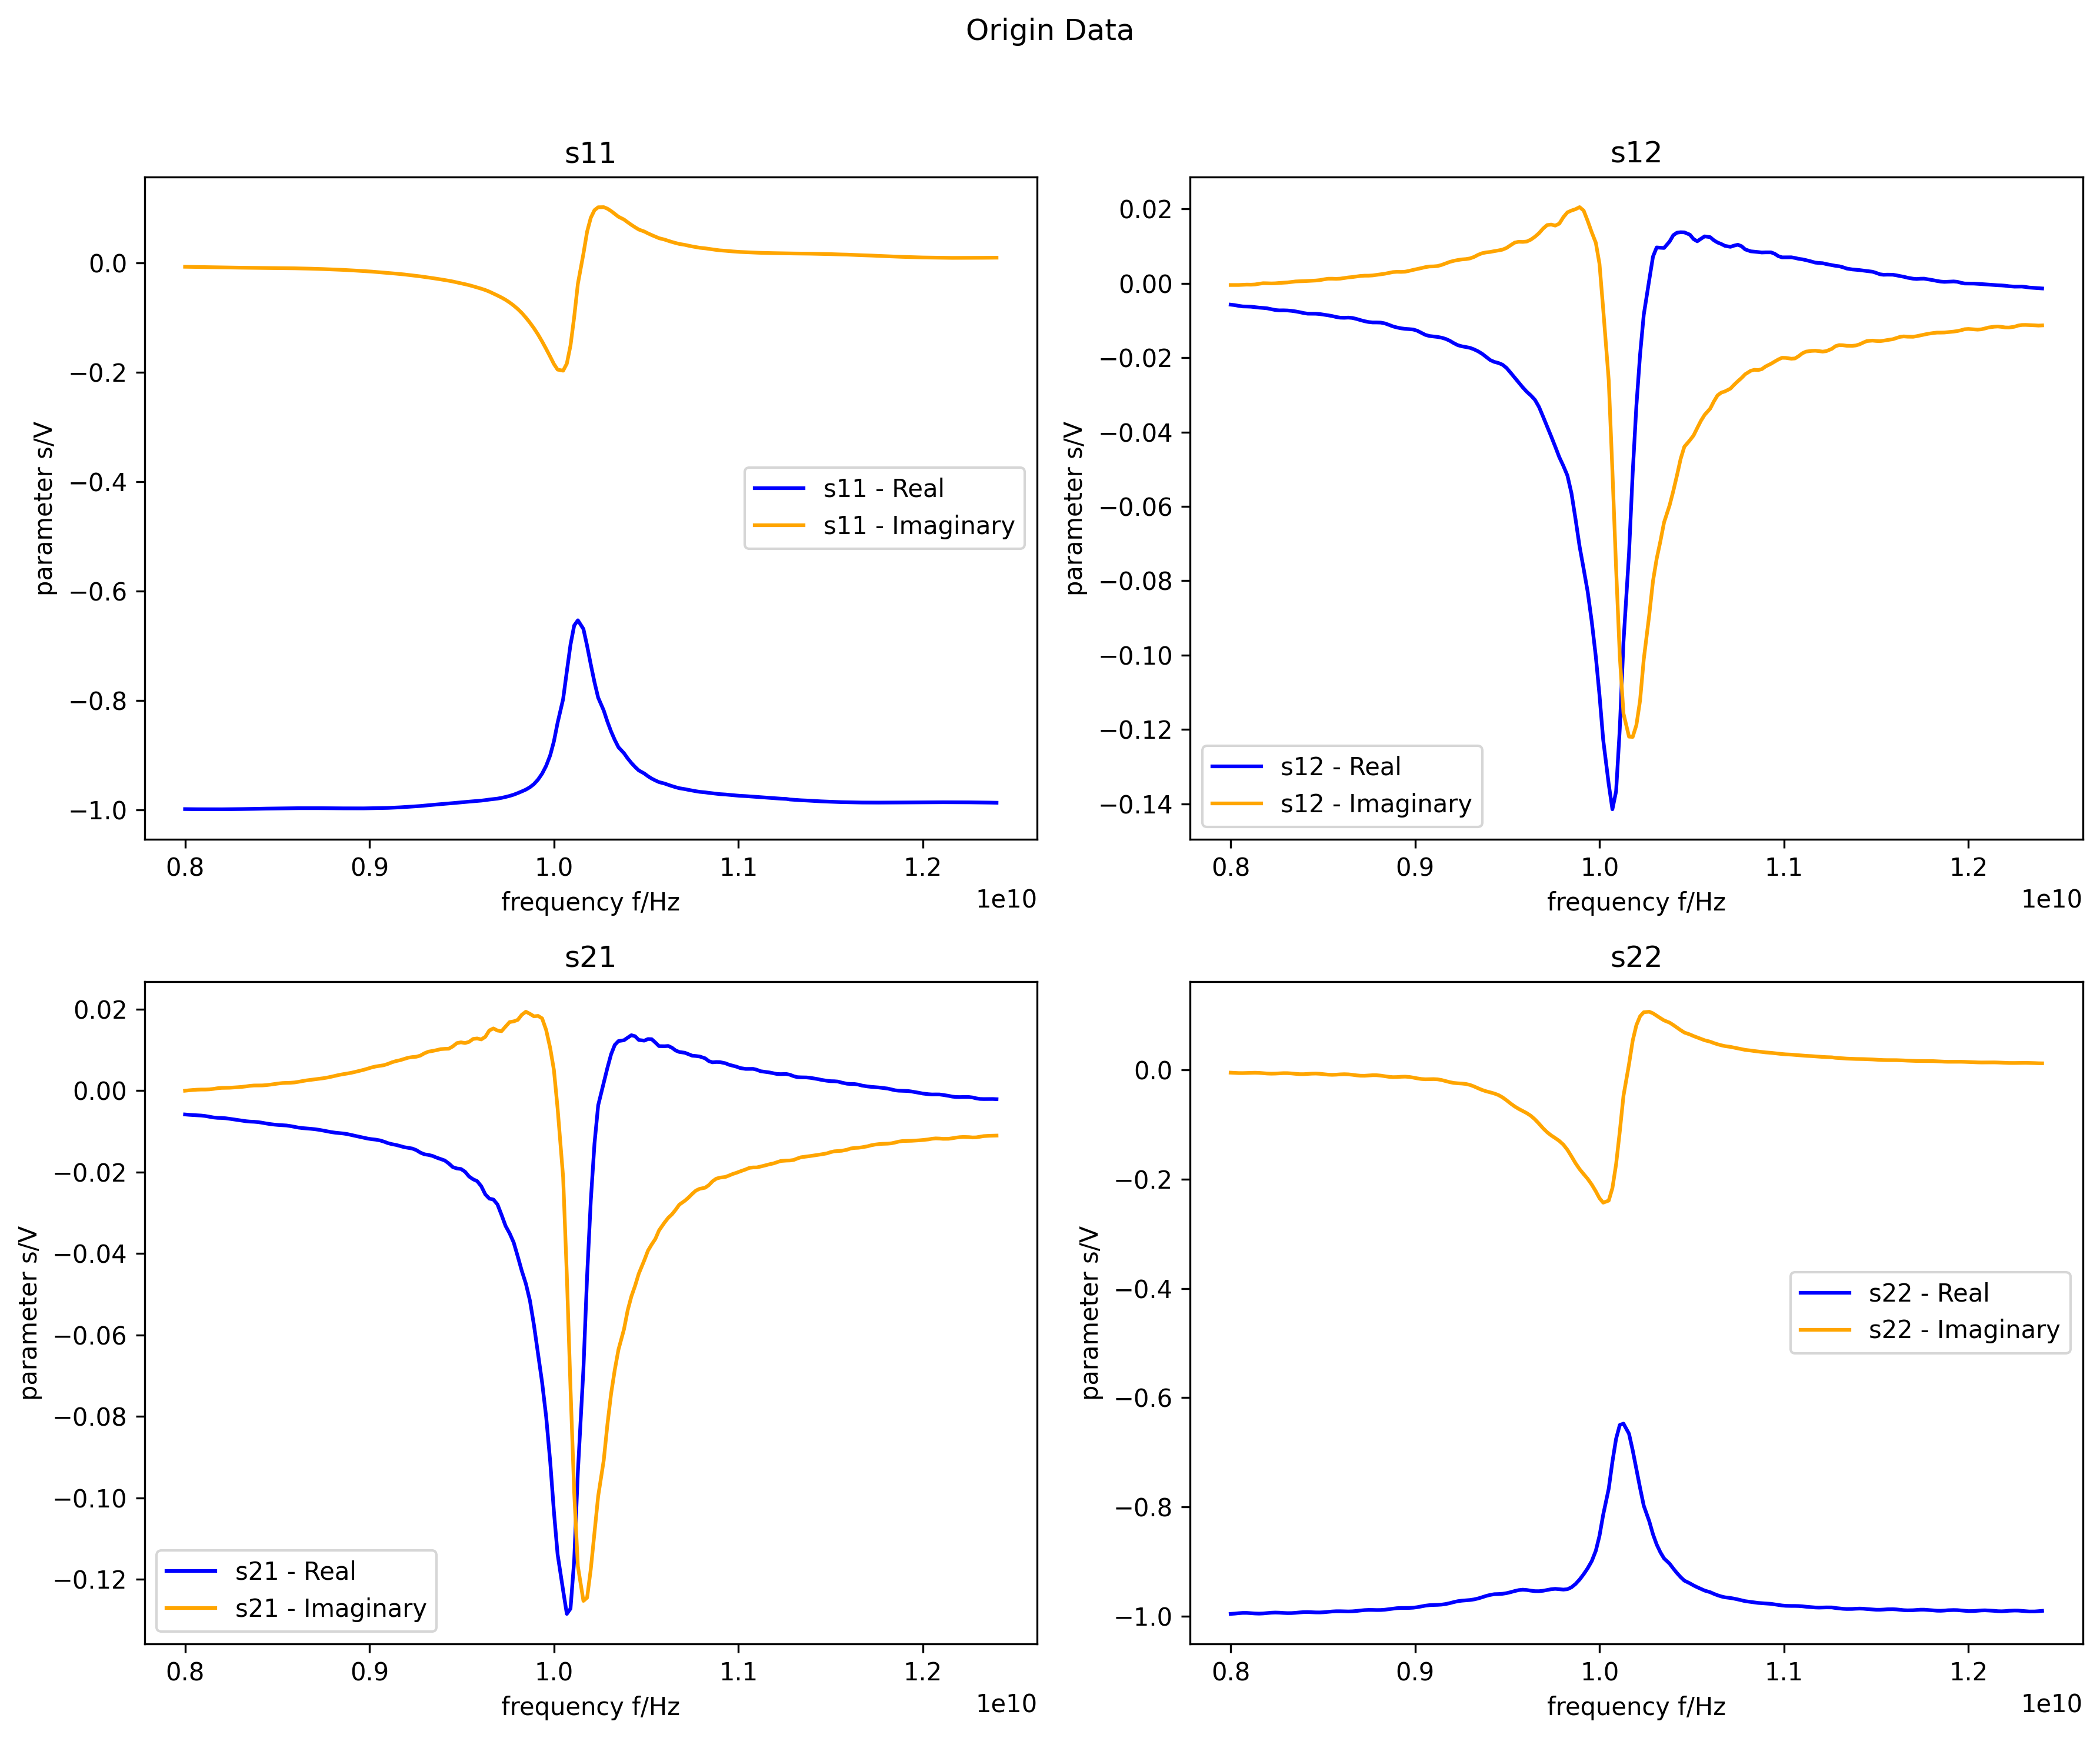 Origin Data
s11
0.0
−0.2
−0.4
−0.6
−0.8
−1.0
parameter s/V
s11 - Real
s11 - Imaginary
0.8 0.9 1.0 1.1 1.2
frequency f/Hz
1e10
s12
0.02
0.00
−0.02
−0.04
−0.06
−0.08
−0.10
−0.12
−0.14
parameter s/V
s12 - Real
s12 - Imaginary
0.8 0.9 1.0 1.1 1.2
frequency f/Hz
1e10
s21
0.02
0.00
−0.02
−0.04
−0.06
−0.08
−0.10
−0.12
parameter s/V
s21 - Real
s21 - Imaginary
0.8 0.9 1.0 1.1 1.2
frequency f/Hz
1e10
s22
0.0
−0.2
−0.4
−0.6
−0.8
−1.0
parameter s/V
s22 - Real
s22 - Imaginary
0.8 0.9 1.0 1.1 1.2
frequency f/Hz
1e10